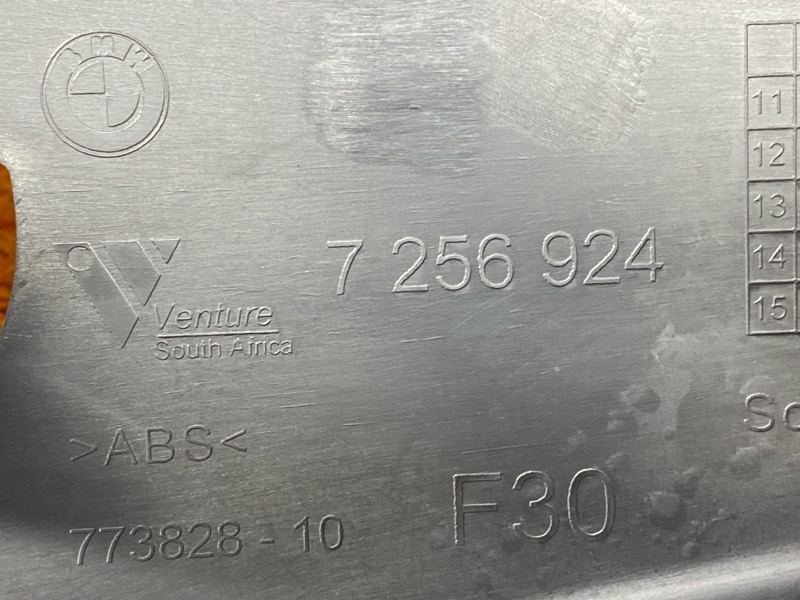 BMW
11
12
13
14
15
7 256 924
Venture
South Africa
>ABS<
F30
773828 - 10